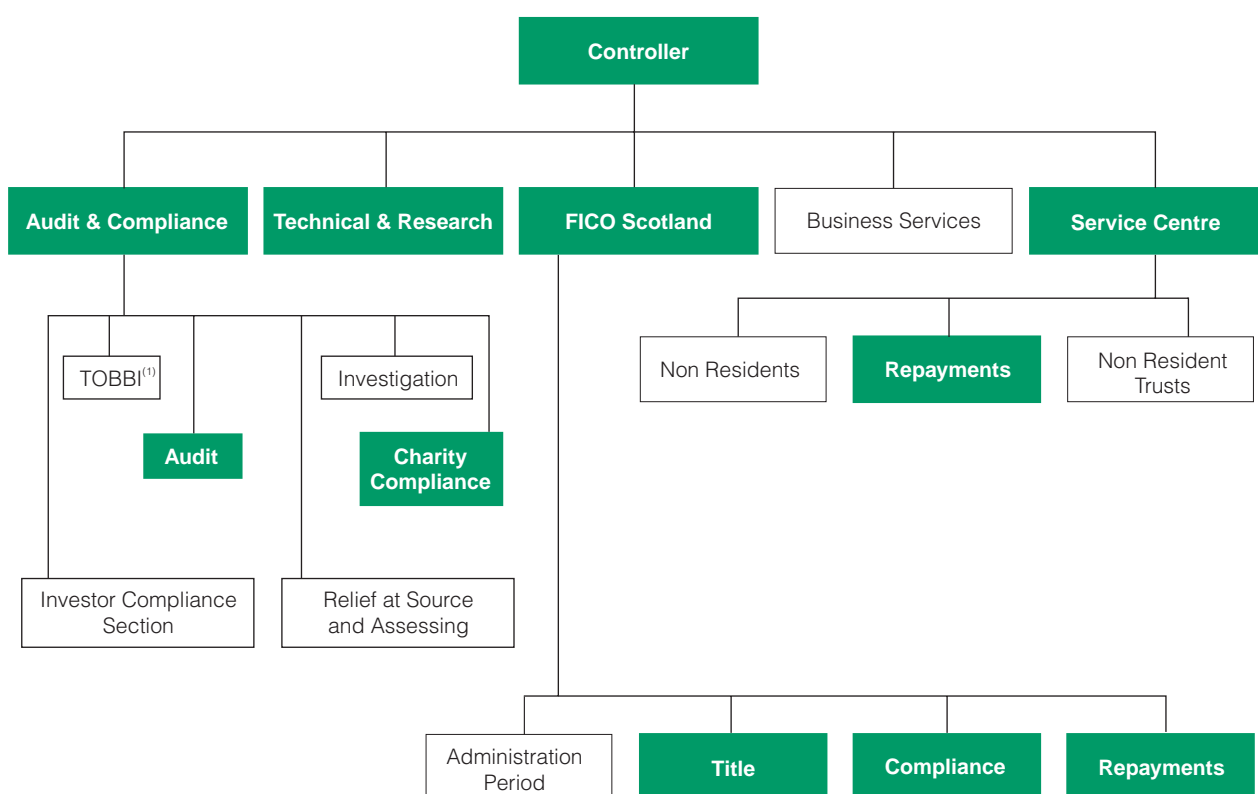 Controller
Audit & Compliance
Technical & Research
FICO Scotland
Business Services
Service Centre
TOBBI(1)
Investigation
Non Residents
Repayments
Non Resident
Trusts
Audit
Charity
Compliance
Investor Compliance
Section
Relief at Source
and Assessing
Administration
Period
Title
Compliance
Repayments